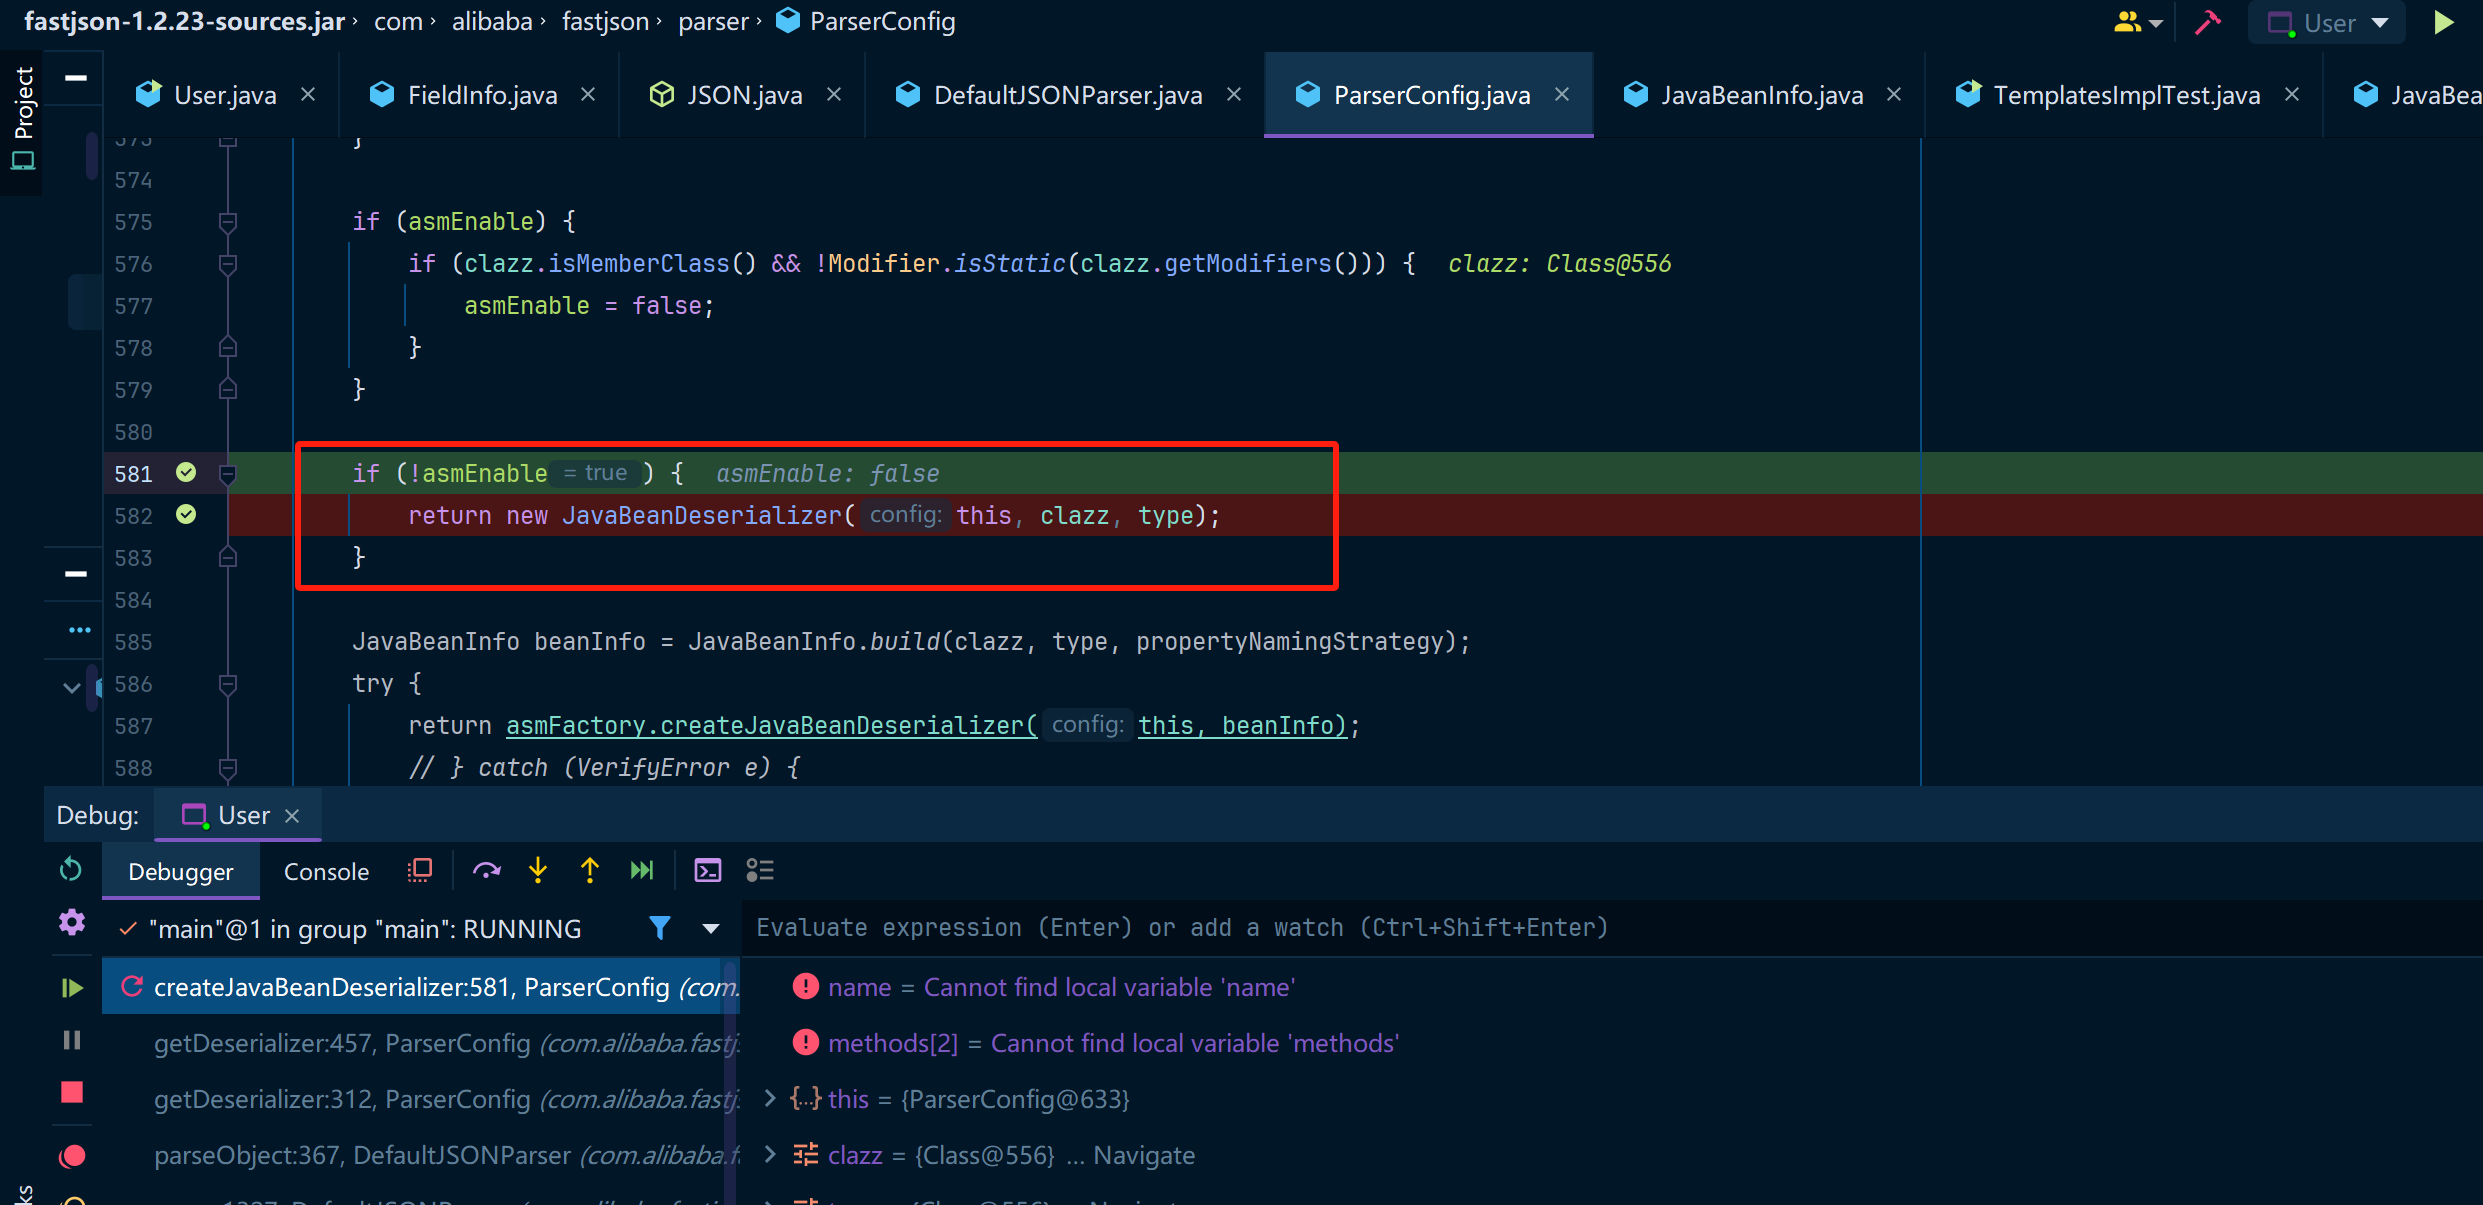 fastjson-1.2.23-sources.jar › com › alibaba › fastjson › parser › ParserConfig
User
Project
User.java × FieldInfo.java × JSON.java × DefaultJSONParser.java × ParserConfig.java × JavaBeanInfo.java × TemplatesImplTest.java × JavaBea
573 }
574
575 if (asmEnable) {
576 if (clazz.isMemberClass() && !Modifier.isStatic(clazz.getModifiers())) { clazz: Class@556
577 asmEnable = false;
578 }
579 }
580
581 if (!asmEnable = true ) { asmEnable: false
582 return new JavaBeanDeserializer( config: this, clazz, type);
583 }
584
585 JavaBeanInfo beanInfo = JavaBeanInfo.build(clazz, type, propertyNamingStrategy);
586 try {
587 return asmFactory.createJavaBeanDeserializer( config: this, beanInfo);
588 // } catch (VerifyError e) {
Debug: User ×
Debugger Console
"main"@1 in group "main": RUNNING
Evaluate expression (Enter) or add a watch (Ctrl+Shift+Enter)
createJavaBeanDeserializer:581, ParserConfig (com.
getDeserializer:457, ParserConfig (com.alibaba.fastj
getDeserializer:312, ParserConfig (com.alibaba.fastj
parseObject:367, DefaultJSONParser (com.alibaba.f
name = Cannot find local variable 'name'
methods[2] = Cannot find local variable 'methods'
this = {ParserConfig@633}
clazz = {Class@556} ... Navigate
ks